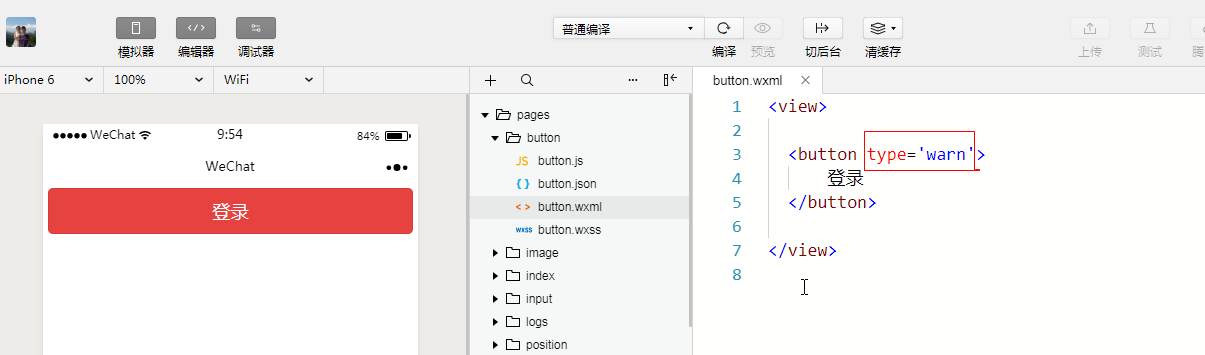 普通编译
模拟器 编辑器 调试器 编译 预览 切后台 清缓存 上传 测试
iPhone 6 100% WiFi
WeChat 9:54 84%
WeChat
登录
pages
button
JS button.js
{ } button.json
< > button.wxml
WXSS button.wxss
image
index
input
logs
position
button.wxml
1 <view>
2
3 <button type='warn'>
4 登录
5 </button>
6
7 </view>
8